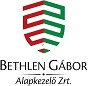 BETHLEN GÁBOR
Alapkezelő Zrt.